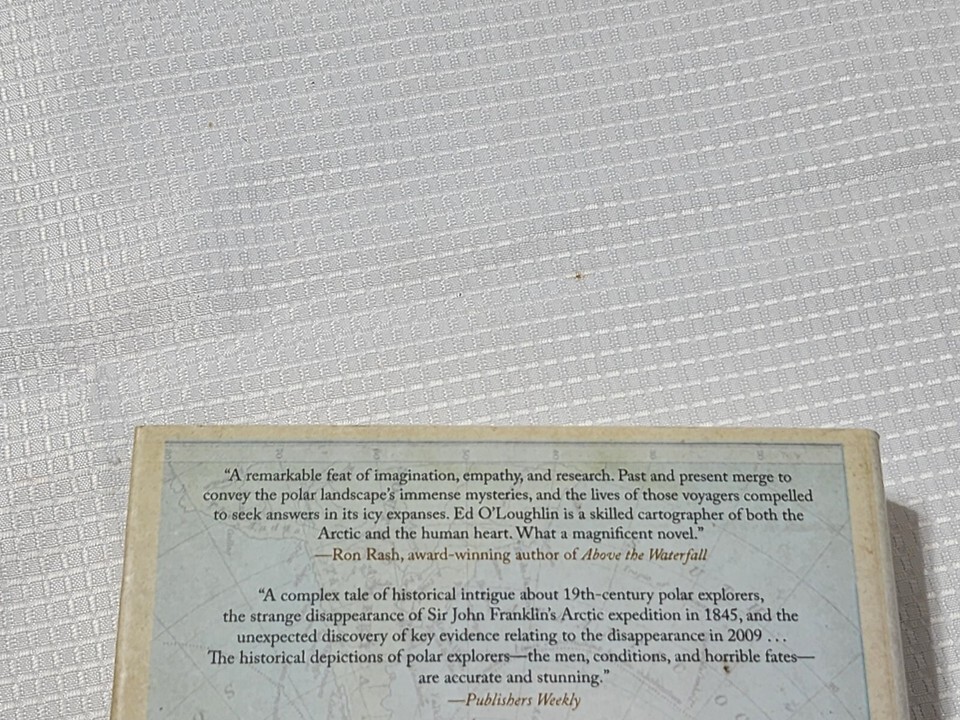 “A remarkable feat of imagination, empathy, and research. Past and present merge to
convey the polar landscape’s immense mysteries, and the lives of those voyagers compelled
to seek answers in its icy expanses. Ed O’Loughlin is a skilled cartographer of both the
Arctic and the human heart. What a magnificent novel.”
—Ron Rash, award-winning author of Above the Waterfall
“A complex tale of historical intrigue about 19th-century polar explorers,
the strange disappearance of Sir John Franklin’s Arctic expedition in 1845, and the
unexpected discovery of key evidence relating to the disappearance in 2009 . . .
The historical depictions of polar explorers—the men, conditions, and horrible fates—
are accurate and stunning.”
—Publishers Weekly